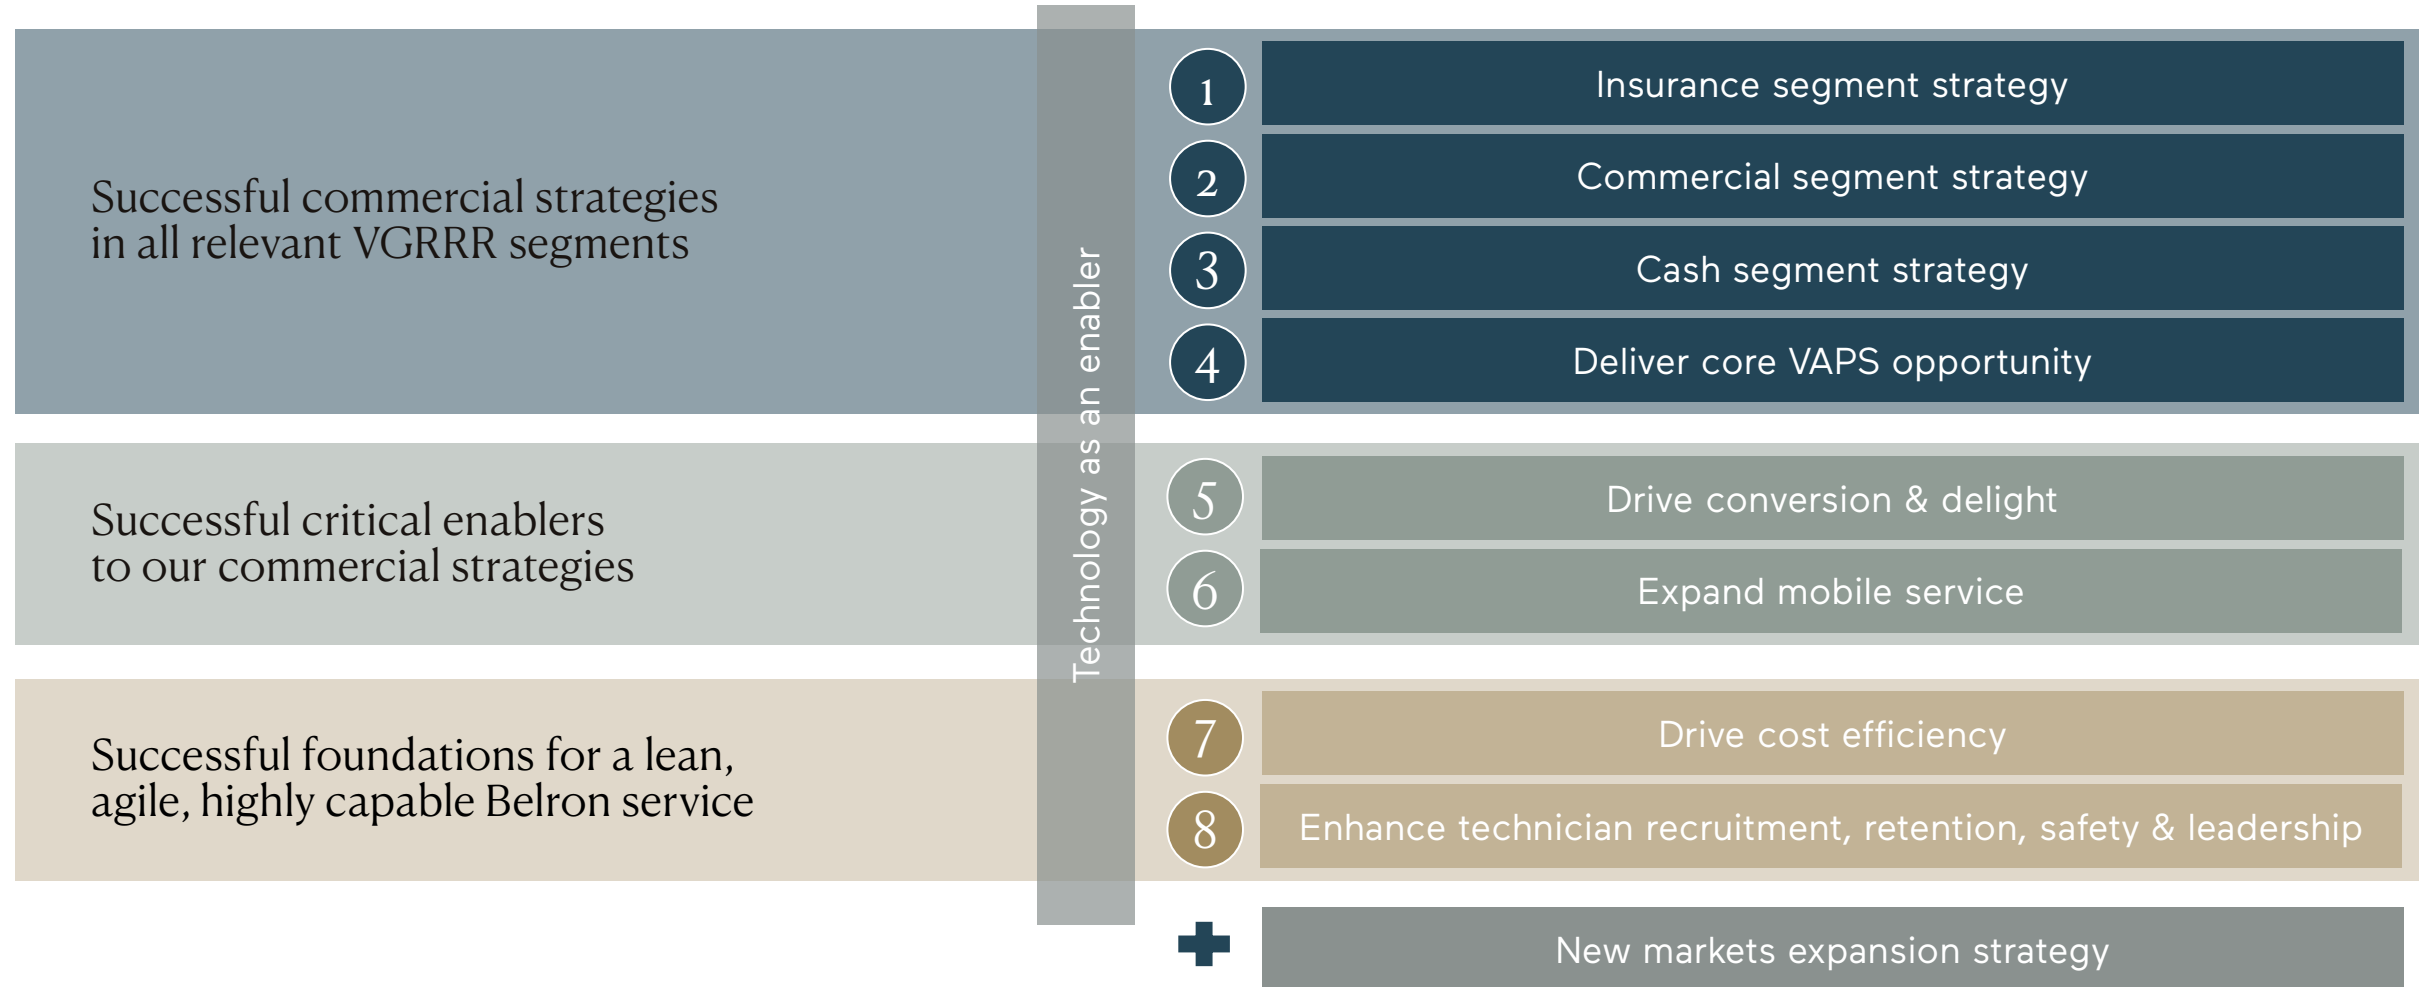 Successful commercial strategies
in all relevant VGRRR segments
Technology as an enabler
1
Insurance segment strategy
2
Commercial segment strategy
3
Cash segment strategy
4
Deliver core VAPS opportunity
Successful critical enablers
to our commercial strategies
5
Drive conversion & delight
6
Expand mobile service
Successful foundations for a lean,
agile, highly capable Belron service
7
Drive cost efficiency
8
Enhance technician recruitment, retention, safety & leadership
New markets expansion strategy